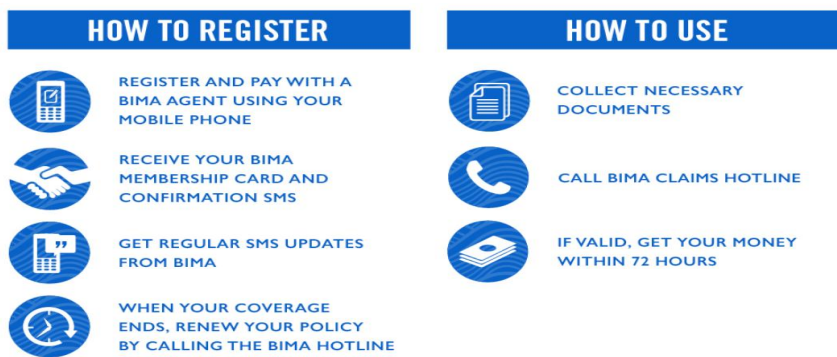 HOW TO REGISTER
REGISTER AND PAY WITH A
BIMA AGENT USING YOUR
MOBILE PHONE
RECEIVE YOUR BIMA
MEMBERSHIP CARD AND
CONFIRMATION SMS
GET REGULAR SMS UPDATES
FROM BIMA
WHEN YOUR COVERAGE
ENDS, RENEW YOUR POLICY
BY CALLING THE BIMA HOTLINE
HOW TO USE
COLLECT NECESSARY
DOCUMENTS
CALL BIMA CLAIMS HOTLINE
IF VALID, GET YOUR MONEY
WITHIN 72 HOURS